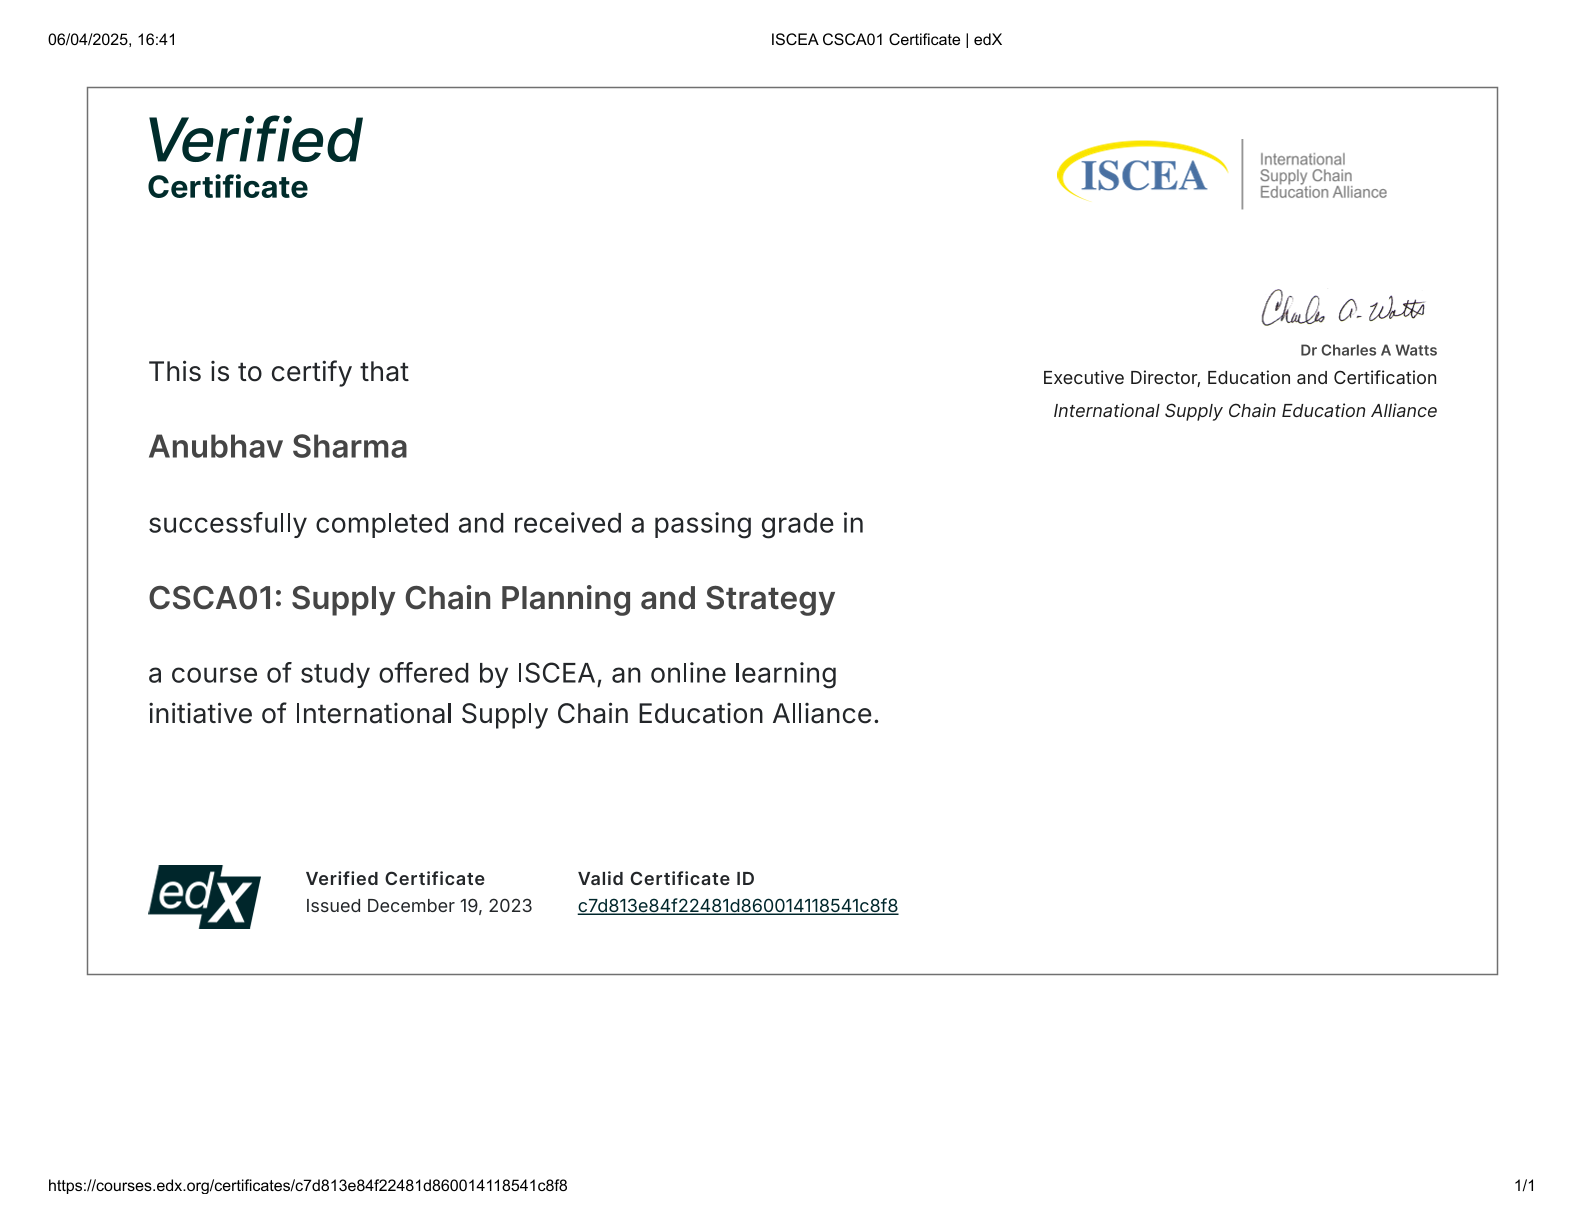 06/04/2025, 16:41
ISCEA CSCA01 Certificate | edX
Verified
Certificate
ISCEA
International
Supply Chain
Education Alliance
Charles A. Watts
Dr Charles A Watts
Executive Director, Education and Certification
International Supply Chain Education Alliance
This is to certify that
Anubhav Sharma
successfully completed and received a passing grade in
CSCA01: Supply Chain Planning and Strategy
a course of study offered by ISCEA, an online learning
initiative of International Supply Chain Education Alliance.
edX
Verified Certificate
Issued December 19, 2023
Valid Certificate ID
c7d813e84f22481d860014118541c8f8
https://courses.edx.org/certificates/c7d813e84f22481d860014118541c8f8
1/1